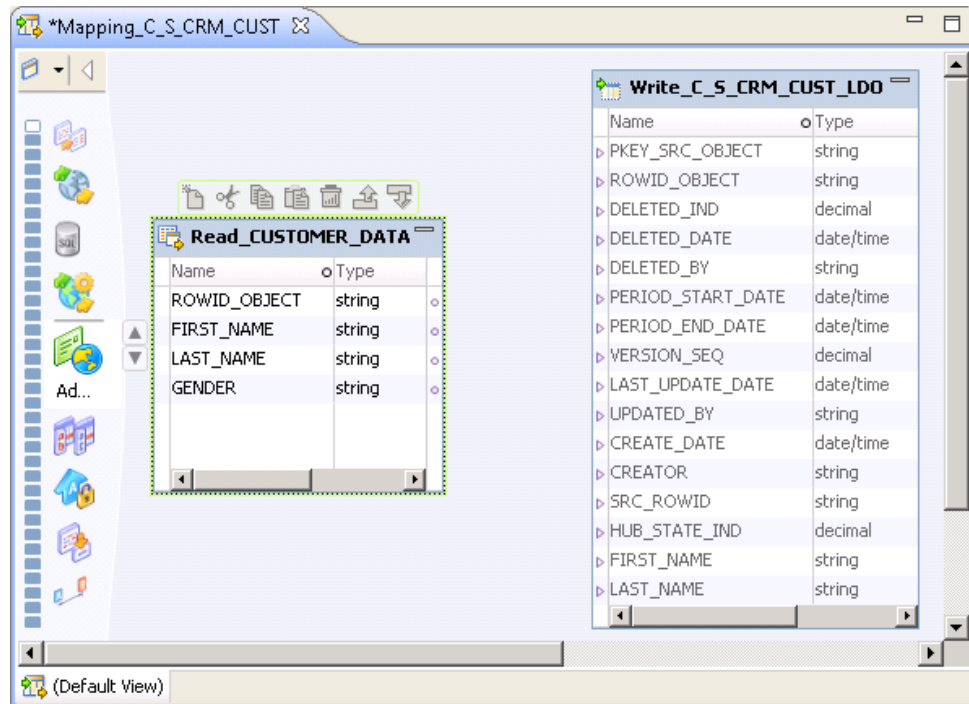 *Mapping_C_S_CRM_CUST
Write_C_S_CRM_CUST_LDO
Name Type
PKEY_SRC_OBJECT string
ROWID_OBJECT string
DELETED_IND decimal
DELETED_DATE date/time
DELETED_BY string
PERIOD_START_DATE date/time
PERIOD_END_DATE date/time
VERSION_SEQ decimal
LAST_UPDATE_DATE date/time
UPDATED_BY string
CREATE_DATE date/time
CREATOR string
SRC_ROWID string
HUB_STATE_IND decimal
FIRST_NAME string
LAST_NAME string
Read_CUSTOMER_DATA
Name Type
ROWID_OBJECT string
FIRST_NAME string
LAST_NAME string
GENDER string
SQL
Ad...
(Default View)